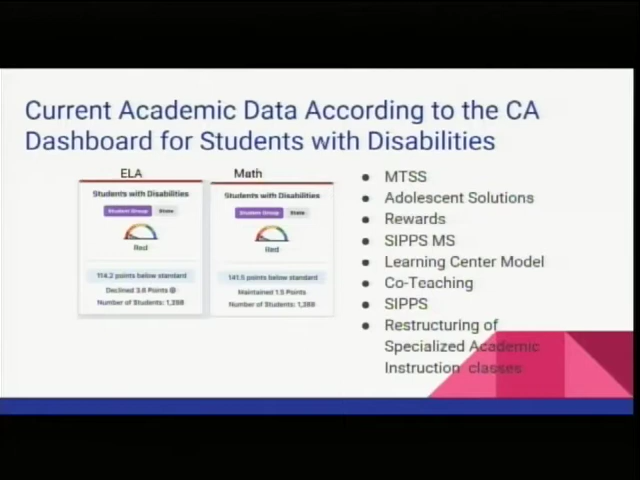 Current Academic Data According to the CA
Dashboard for Students with Disabilities
ELA
Students with Disabilities
Student Group
State
Red
114.2 points below standard
Declined 3.8 Points
Number of Students: 1,398
Math
Students with Disabilities
Student Group
State
Red
141.5 points below standard
Maintained 1.5 Points
Number of Students: 1,388
MTSS
Adolescent Solutions
Rewards
SIPPS MS
Learning Center Model
Co-Teaching
SIPPS
Restructuring of
Specialized Academic
Instruction classes